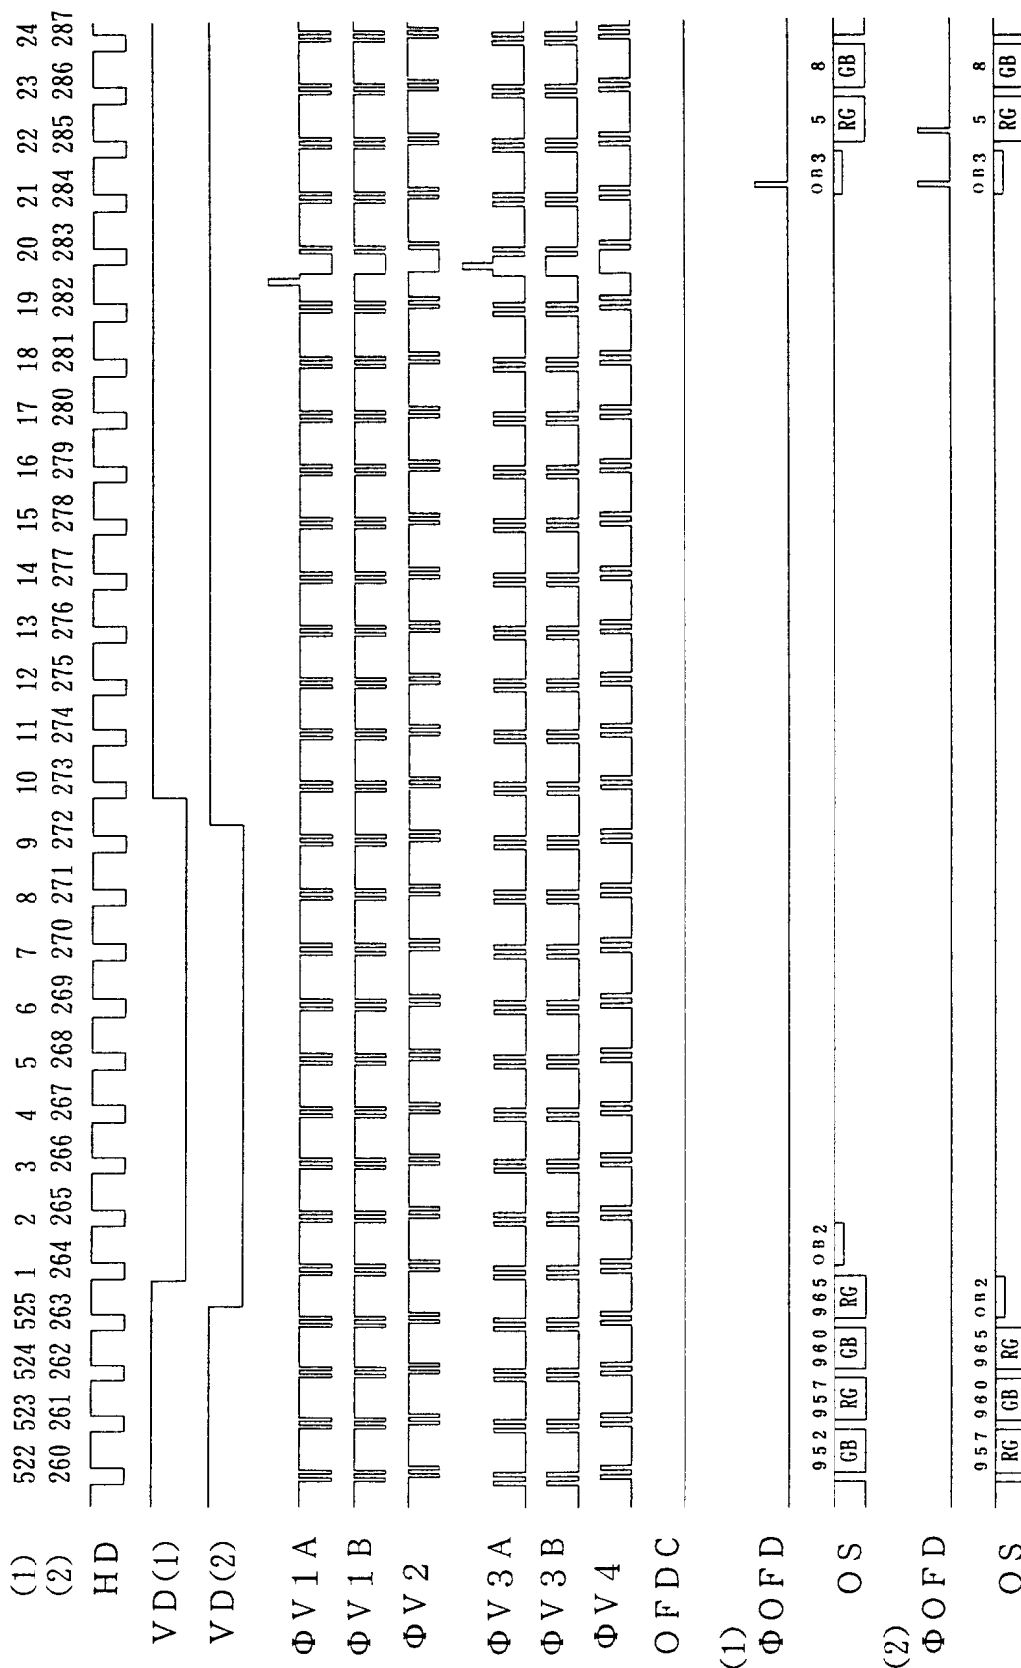 (1) 522 523 524 525 1 2 3 4 5 6 7 8 9 10 11 12 13 14 15 16 17 18 19 20 21 22 23 24
(2) 260 261 262 263 264 265 266 267 268 269 270 271 272 273 274 275 276 277 278 279 280 281 282 283 284 285 286 287
HD
VD(1)
VD(2)
ΦV1A
ΦV1B
ΦV2
ΦV3A
ΦV3B
ΦV4
OFDC
(1)
ΦOFD
952 957 960 965 OB2 OB3 5 8
OS GB RG GB RG RG GB
(2)
ΦOFD
957 960 965 OB2 OB3 5 8
OS RG GB RG RG GB